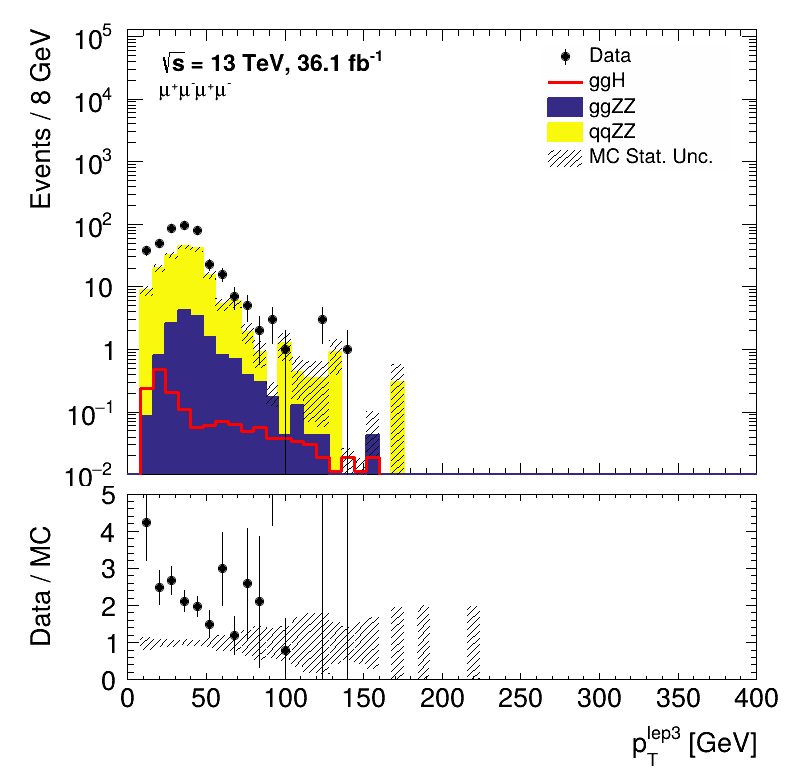 Events / 8 GeV
10⁵
10⁴
10³
10²
10
1
10⁻¹
10⁻²
√s = 13 TeV, 36.1 fb⁻¹
μ⁺μ⁻μ⁺μ⁻
Data
ggH
ggZZ
qqZZ
MC Stat. Unc.
Data / MC
5
4
3
2
1
0
0 50 100 150 200 250 300 350 400
p_T^lep3 [GeV]